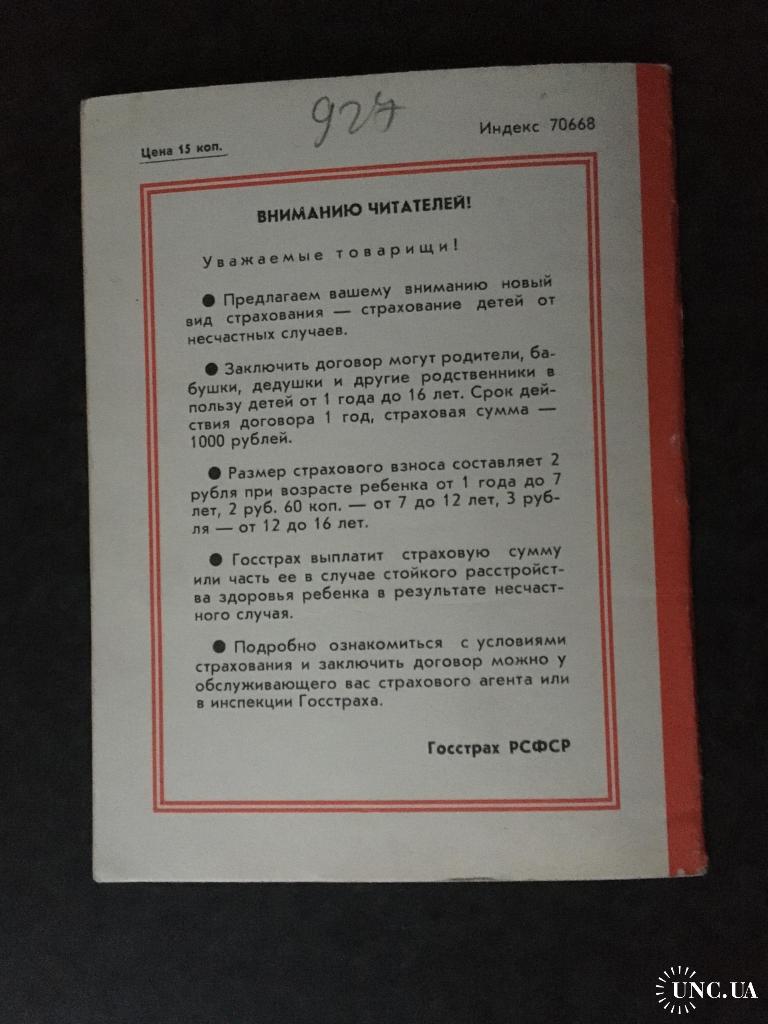 927
Цена 15 коп.
Индекс 70668
ВНИМАНИЮ ЧИТАТЕЛЕЙ!
Уважаемые товарищи!
● Предлагаем вашему вниманию новый
вид страхования — страхование детей от
несчастных случаев.
● Заключить договор могут родители, ба-
бушки, дедушки и другие родственники в
пользу детей от 1 года до 16 лет. Срок дей-
ствия договора 1 год, страховая сумма —
1000 рублей.
● Размер страхового взноса составляет 2
рубля при возрасте ребенка от 1 года до 7
лет, 2 руб. 60 коп. — от 7 до 12 лет, 3 руб-
ля — от 12 до 16 лет.
● Госстрах выплатит страховую сумму
или часть ее в случае стойкого расстройст-
ва здоровья ребенка в результате несчаст-
ного случая.
● Подробно ознакомиться с условиями
страхования и заключить договор можно у
обслуживающего вас страхового агента или
в инспекции Госстраха.
Госстрах РСФСР
UNC.UA